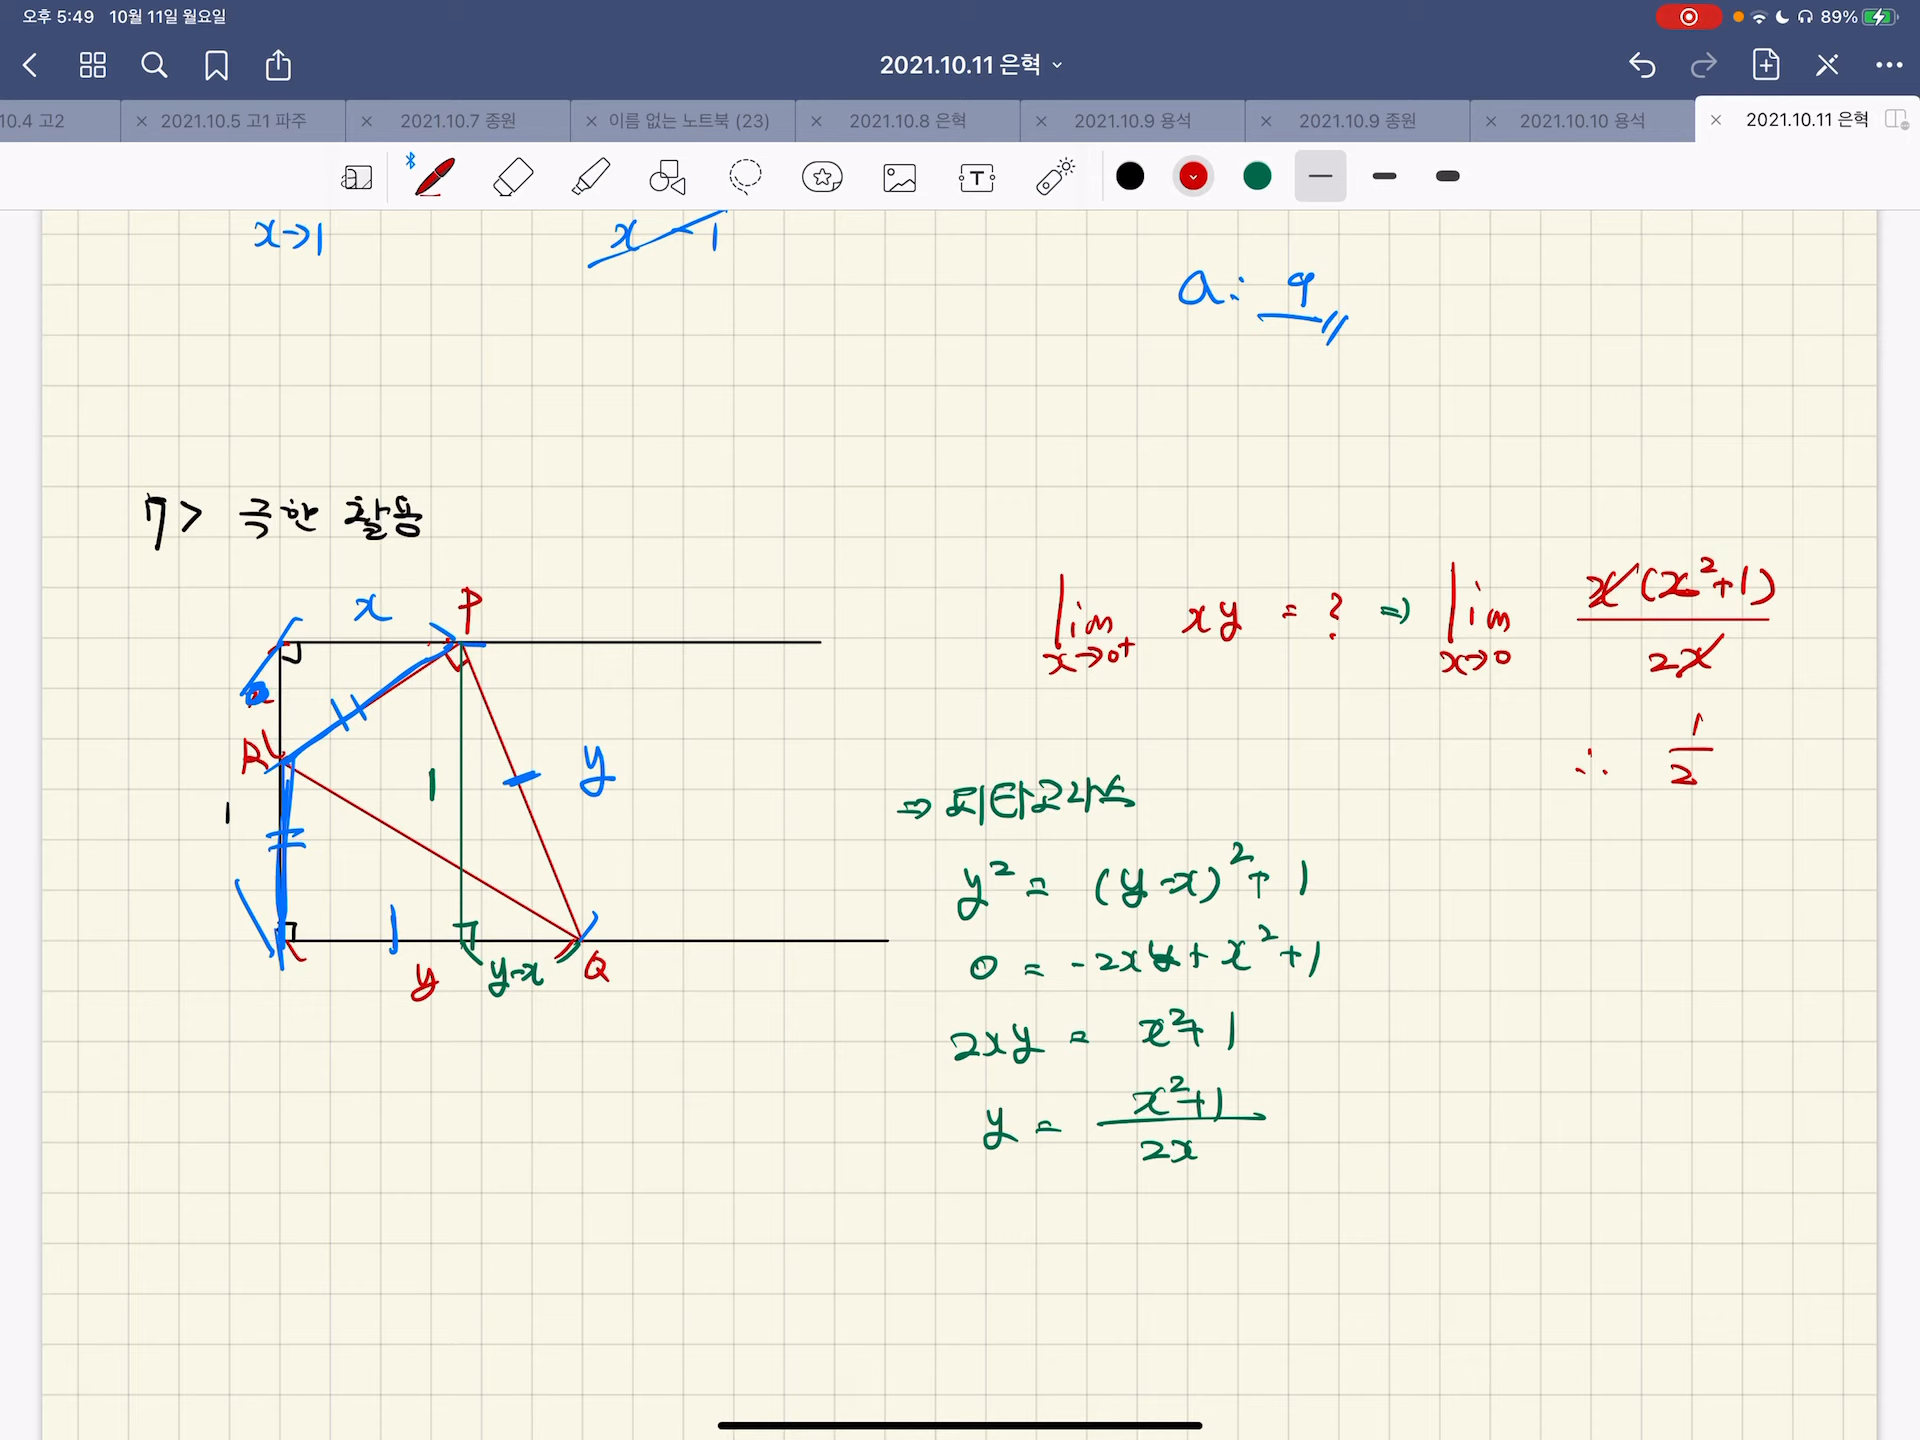 오후 5:49 10월 11일 월요일
89%
2021.10.11 은혁
10.4 고2
2021.10.5 고1 파주
2021.10.7 종원
이름 없는 노트북 (23)
2021.10.8 은혁
2021.10.9 용석
2021.10.9 종원
2021.10.10 용석
2021.10.11 은혁
x→1
x-1
a: 9
7> 극한 활용
x
P
R
1
1
y
y
y-x
Q
lim xy = ? ⇒ lim x(x²+1)/2x
x→0+
x→0
∴ 1/2
⇒ 피타고라스
y² = (y-x)²+1
0 = -2xy+x²+1
2xy = x²+1
y = x²+1/2x